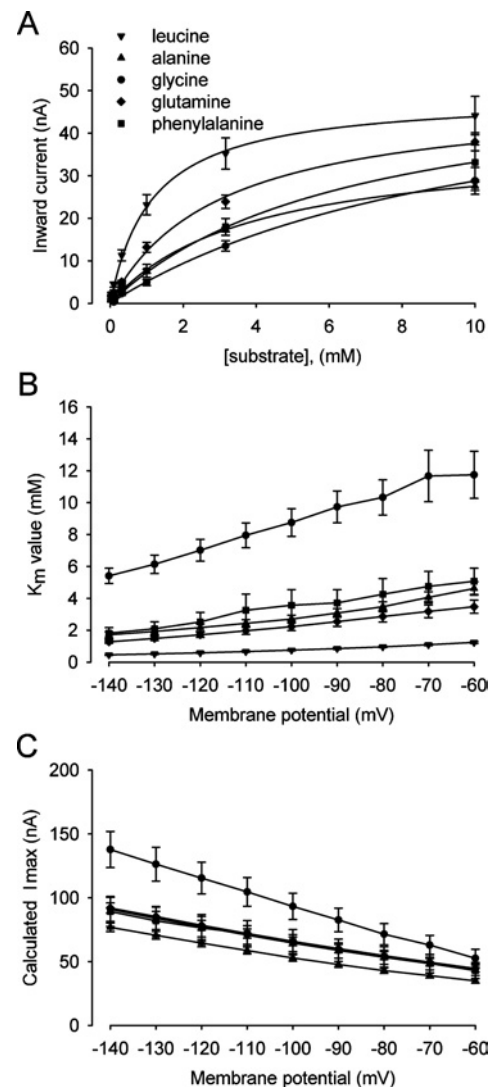 A
leucine
alanine
glycine
glutamine
phenylalanine
60
50
40
30
20
10
0
Inward current (nA)
0 2 4 6 8 10
[substrate], (mM)
B
16
14
12
10
8
6
4
2
0
Km value (mM)
-140 -130 -120 -110 -100 -90 -80 -70 -60
Membrane potential (mV)
C
200
150
100
50
0
Calculated I max (nA)
-140 -130 -120 -110 -100 -90 -80 -70 -60
Membrane potential (mV)